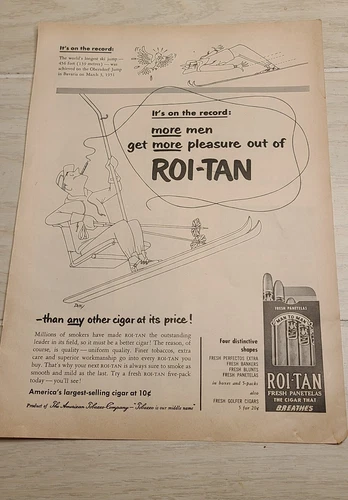 It's on the record:
The world's longest ski jump—
was
achieved on the Oberstdorf Jump
in Bavaria on March 3, 1951
It's on the record:
more men
get more pleasure out of
ROI-TAN
—than any other cigar at its price!
Millions of smokers have made ROI-TAN the outstanding
leader in its field, so it must be a better cigar! The reason, of
course, is quality—uniform quality. Finer tobaccos, extra
care and superior workmanship go into every ROI-TAN you
buy. That's why your next ROI-TAN is always sure to smoke as
smooth and mild as the last. Try a fresh ROI-TAN five-pack
today—you'll see!
America's largest-selling cigar at 10¢
Product of The American Tobacco Company—"Tobacco is our middle name"
Four distinctive
shapes
FRESH PERFECTOS EXTRA
FRESH BANKERS
FRESH BLUNTS
FRESH PANETELAS
in boxes and 5-packs
also
FRESH GOLFER CIGARS
5 for 20¢
FRESH PANETELAS
MAN TO MAN
ROI-TAN
FRESH PANETELAS
THE CIGAR THAT
BREATHES